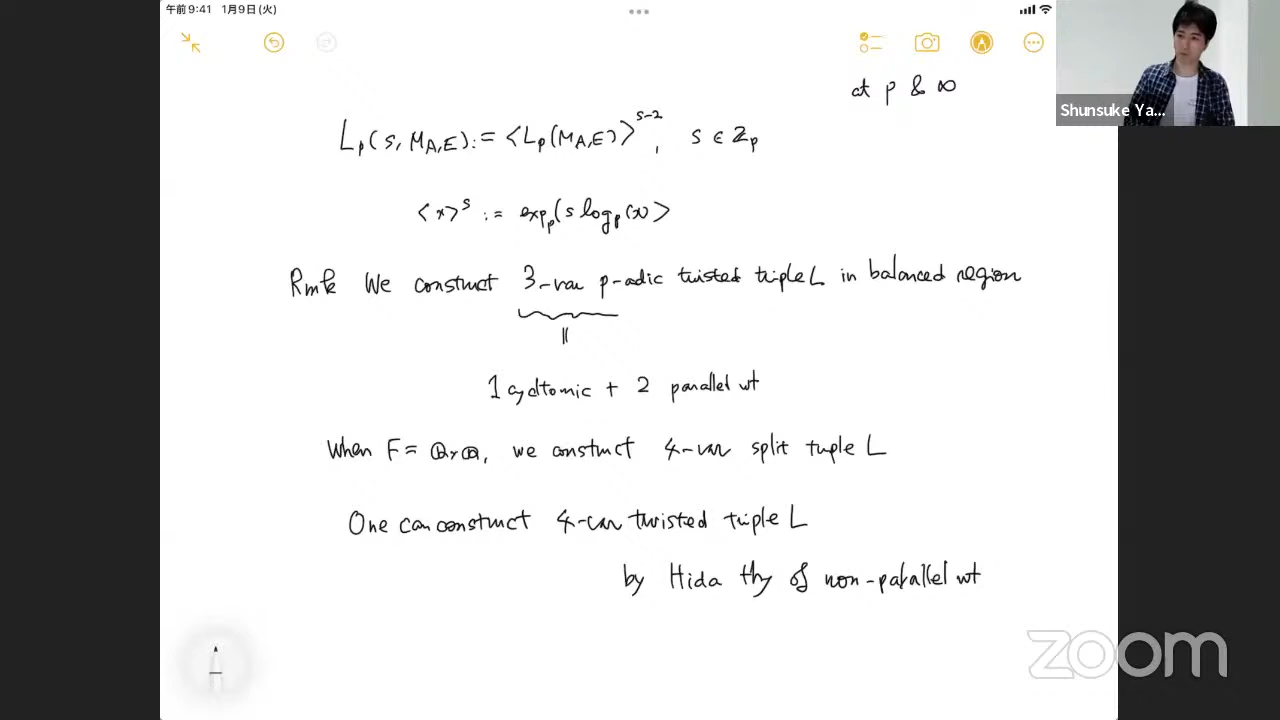 午前9:41 1月9日(火)
at p & ∞
Shunsuke Ya...
L_p(s, M_{A,E}) := <L_p(M_{A,E})>^{s-2}, s ∈ ℤ_p
<x>^s := exp_p(s log_p(x)>
Rmk We construct 3-var p-adic twisted triple L in balanced region
||
1 cycltomic + 2 parallel wt
When F = ℚ×ℚ, we construct 4-var split tuple L
One can construct 4-var twisted triple L
by Hida thy of non-parallel wt
zoom